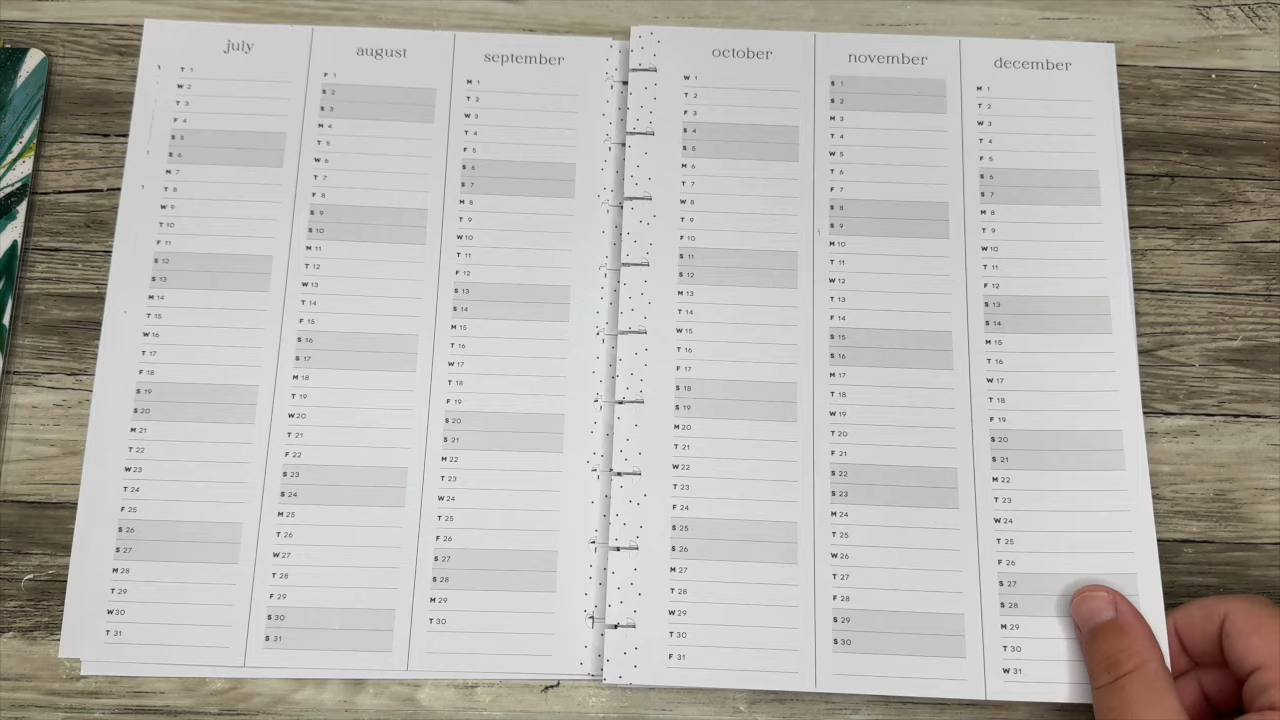 july
T 1
W 2
T 3
F 4
S 5
S 6
M 7
T 8
W 9
T 10
F 11
S 12
S 13
M 14
T 15
W 16
T 17
F 18
S 19
S 20
M 21
T 22
W 23
T 24
F 25
S 26
S 27
M 28
T 29
W 30
T 31
august
F 1
S 2
S 3
M 4
T 5
W 6
T 7
F 8
S 9
S 10
M 11
T 12
W 13
T 14
F 15
S 16
S 17
M 18
T 19
W 20
T 21
F 22
S 23
S 24
M 25
T 26
W 27
T 28
F 29
S 30
S 31
september
M 1
T 2
W 3
T 4
F 5
S 6
S 7
M 8
T 9
W 10
T 11
F 12
S 13
S 14
M 15
T 16
W 17
T 18
F 19
S 20
S 21
M 22
T 23
W 24
T 25
F 26
S 27
S 28
M 29
T 30
october
W 1
T 2
F 3
S 4
S 5
M 6
T 7
W 8
T 9
F 10
S 11
S 12
M 13
T 14
W 15
T 16
F 17
S 18
S 19
M 20
T 21
W 22
T 23
F 24
S 25
S 26
M 27
T 28
W 29
T 30
F 31
november
S 1
S 2
M 3
T 4
W 5
T 6
F 7
S 8
S 9
M 10
T 11
W 12
T 13
F 14
S 15
S 16
M 17
T 18
W 19
T 20
F 21
S 22
S 23
M 24
T 25
W 26
T 27
F 28
S 29
S 30
december
M 1
T 2
W 3
T 4
F 5
S 6
S 7
M 8
T 9
W 10
T 11
F 12
S 13
S 14
M 15
T 16
W 17
T 18
F 19
S 20
S 21
M 22
T 23
W 24
T 25
F 26
S 27
S 28
M 29
T 30
W 31